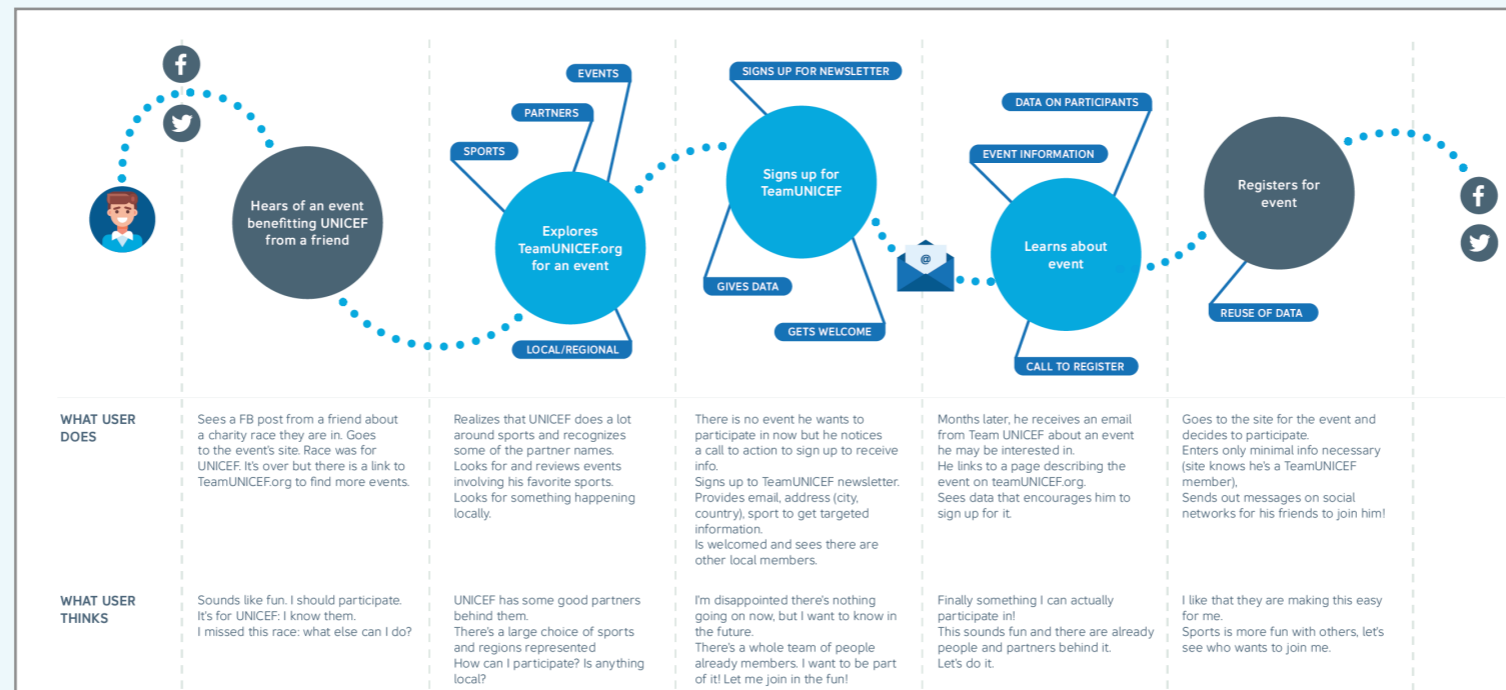 EVENTS
PARTNERS
SPORTS
SIGNS UP FOR NEWSLETTER
DATA ON PARTICIPANTS
EVENT INFORMATION
Hears of an event
benefitting UNICEF
from a friend
Explores
TeamUNICEF.org
for an event
LOCAL/REGIONAL
Signs up for
TeamUNICEF
GIVES DATA
GETS WELCOME
@
Learns about
event
CALL TO REGISTER
Registers for
event
REUSE OF DATA
WHAT USER
DOES
Sees a FB post from a friend about
a charity race they are in. Goes
to the event's site. Race was for
UNICEF. It's over but there is a link to
TeamUNICEF.org to find more events.
Realizes that UNICEF does a lot
around sports and recognizes
some of the partner names.
Looks for and reviews events
involving his favorite sports.
Looks for something happening
locally.
There is no event he wants to
participate in now but he notices
a call to action to sign up to receive
info.
Signs up to TeamUNICEF newsletter.
Provides email, address (city,
country), sport to get targeted
information.
Is welcomed and sees there are
other local members.
Months later, he receives an email
from Team UNICEF about an event
he may be interested in.
He links to a page describing the
event on teamUNICEF.org.
Sees data that encourages him to
sign up for it.
Goes to the site for the event and
decides to participate.
Enters only minimal info necessary
(site knows he's a TeamUNICEF
member),
Sends out messages on social
networks for his friends to join him!
WHAT USER
THINKS
Sounds like fun. I should participate.
It's for UNICEF: I know them.
I missed this race: what else can I do?
UNICEF has some good partners
behind them.
There's a large choice of sports
and regions represented
How can I participate? Is anything
local?
I'm disappointed there's nothing
going on now, but I want to know in
the future.
There's a whole team of people
already members. I want to be part
of it! Let me join in the fun!
Finally something I can actually
participate in!
This sounds fun and there are already
people and partners behind it.
Let's do it.
I like that they are making this easy
for me.
Sports is more fun with others, let's
see who wants to join me.